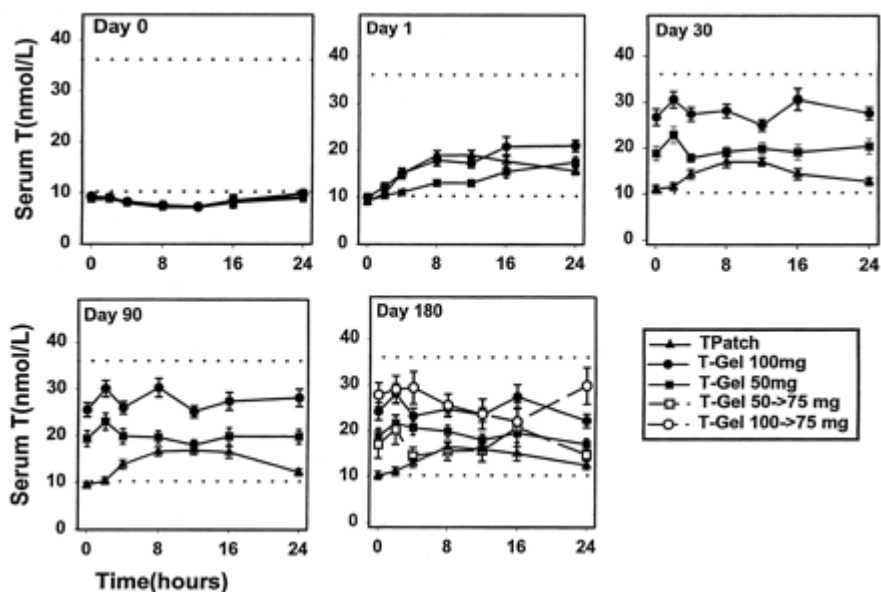 Day 0
Day 1
Day 30
Serum T(nmol/L)
40
30
20
10
0
40
30
20
10
0
40
30
20
10
0
0 8 16 24
0 8 16 24
0 8 16 24
Day 90
Day 180
Serum T(nmol/L)
40
30
20
10
0
40
30
20
10
0
TPatch
T-Gel 100mg
T-Gel 50mg
T-Gel 50->75 mg
T-Gel 100->75 mg
0 8 16 24
0 8 16 24
Time(hours)